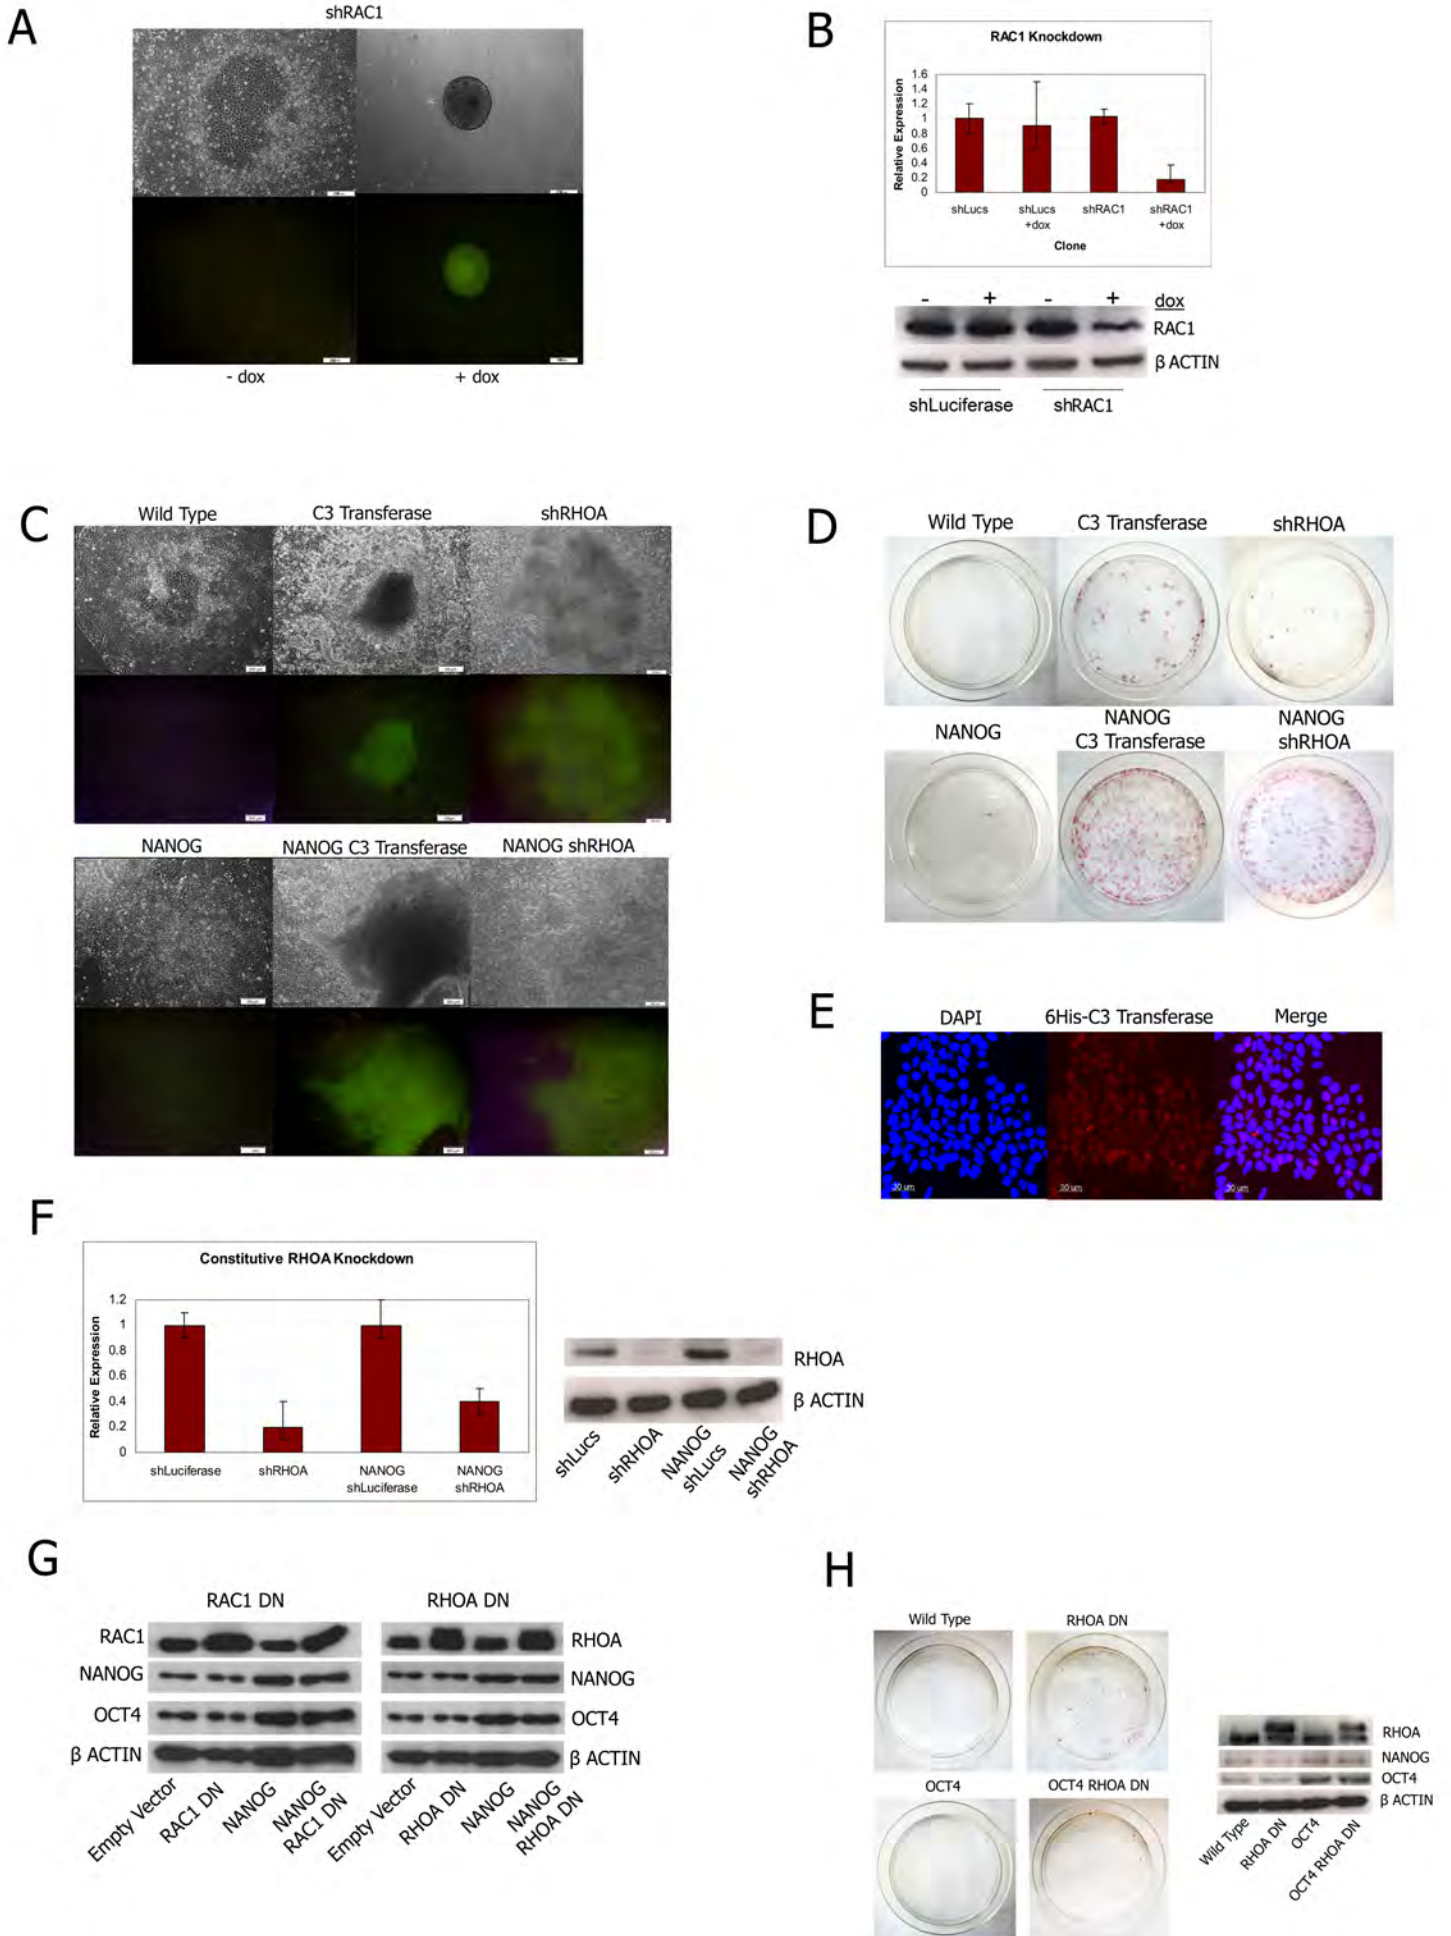 A
shRAC1
- dox
+ dox
B
RAC1 Knockdown
Relative Expression
1.6
1.4
1.2
1
0.8
0.6
0.4
0.2
0
shLucs
shLucs
+dox
shRAC1
shRAC1
+dox
Clone
- + - + dox
RAC1
β ACTIN
shLuciferase shRAC1
C
Wild Type C3 Transferase shRHOA
NANOG NANOG C3 Transferase NANOG shRHOA
D
Wild Type C3 Transferase shRHOA
NANOG
NANOG
C3 Transferase
NANOG
shRHOA
E
DAPI 6His-C3 Transferase Merge
30 um 30 um 30 um
F
Constitutive RHOA Knockdown
Relative Expression
1.2
1
0.8
0.6
0.4
0.2
0
shLuciferase
shRHOA
NANOG
shLuciferase
NANOG
shRHOA
RHOA
β ACTIN
shLucs
shRHOA
NANOG
shLucs
NANOG
shRHOA
G
RAC1 DN
RAC1
NANOG
OCT4
β ACTIN
Empty Vector
RAC1 DN
NANOG
NANOG
RAC1 DN
RHOA DN
RHOA
NANOG
OCT4
β ACTIN
Empty Vector
RHOA DN
NANOG
NANOG
RHOA DN
H
Wild Type RHOA DN
OCT4 OCT4 RHOA DN
RHOA
NANOG
OCT4
β ACTIN
Wild Type
RHOA DN
OCT4
OCT4 RHOA DN